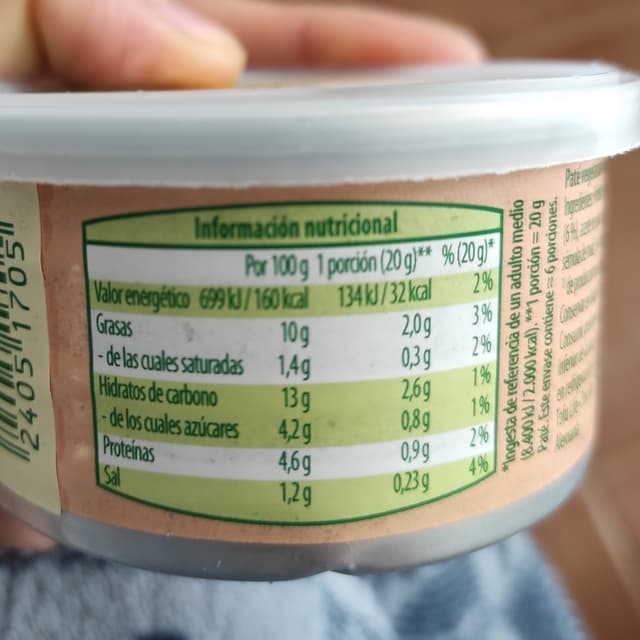 24051705
Información nutricional
Por 100 g 1 porción (20 g)** % (20 g)*
Valor energético 699 kJ / 160 kcal 134 kJ / 32 kcal 2%
Grasas 10 g 2,0 g 3%
- de las cuales saturadas 1,4 g 0,3 g 2%
Hidratos de carbono 13 g 2,6 g 1%
- de los cuales azúcares 4,2 g 0,8 g 1%
Proteínas 4,6 g 0,9 g 2%
Sal 1,2 g 0,23 g 4%
*Ingesta de referencia de un adulto medio
(8.400 kJ / 2.000 kcal). **1 porción = 20 g
Paté. Este envase contiene = 6 porciones.
Paté